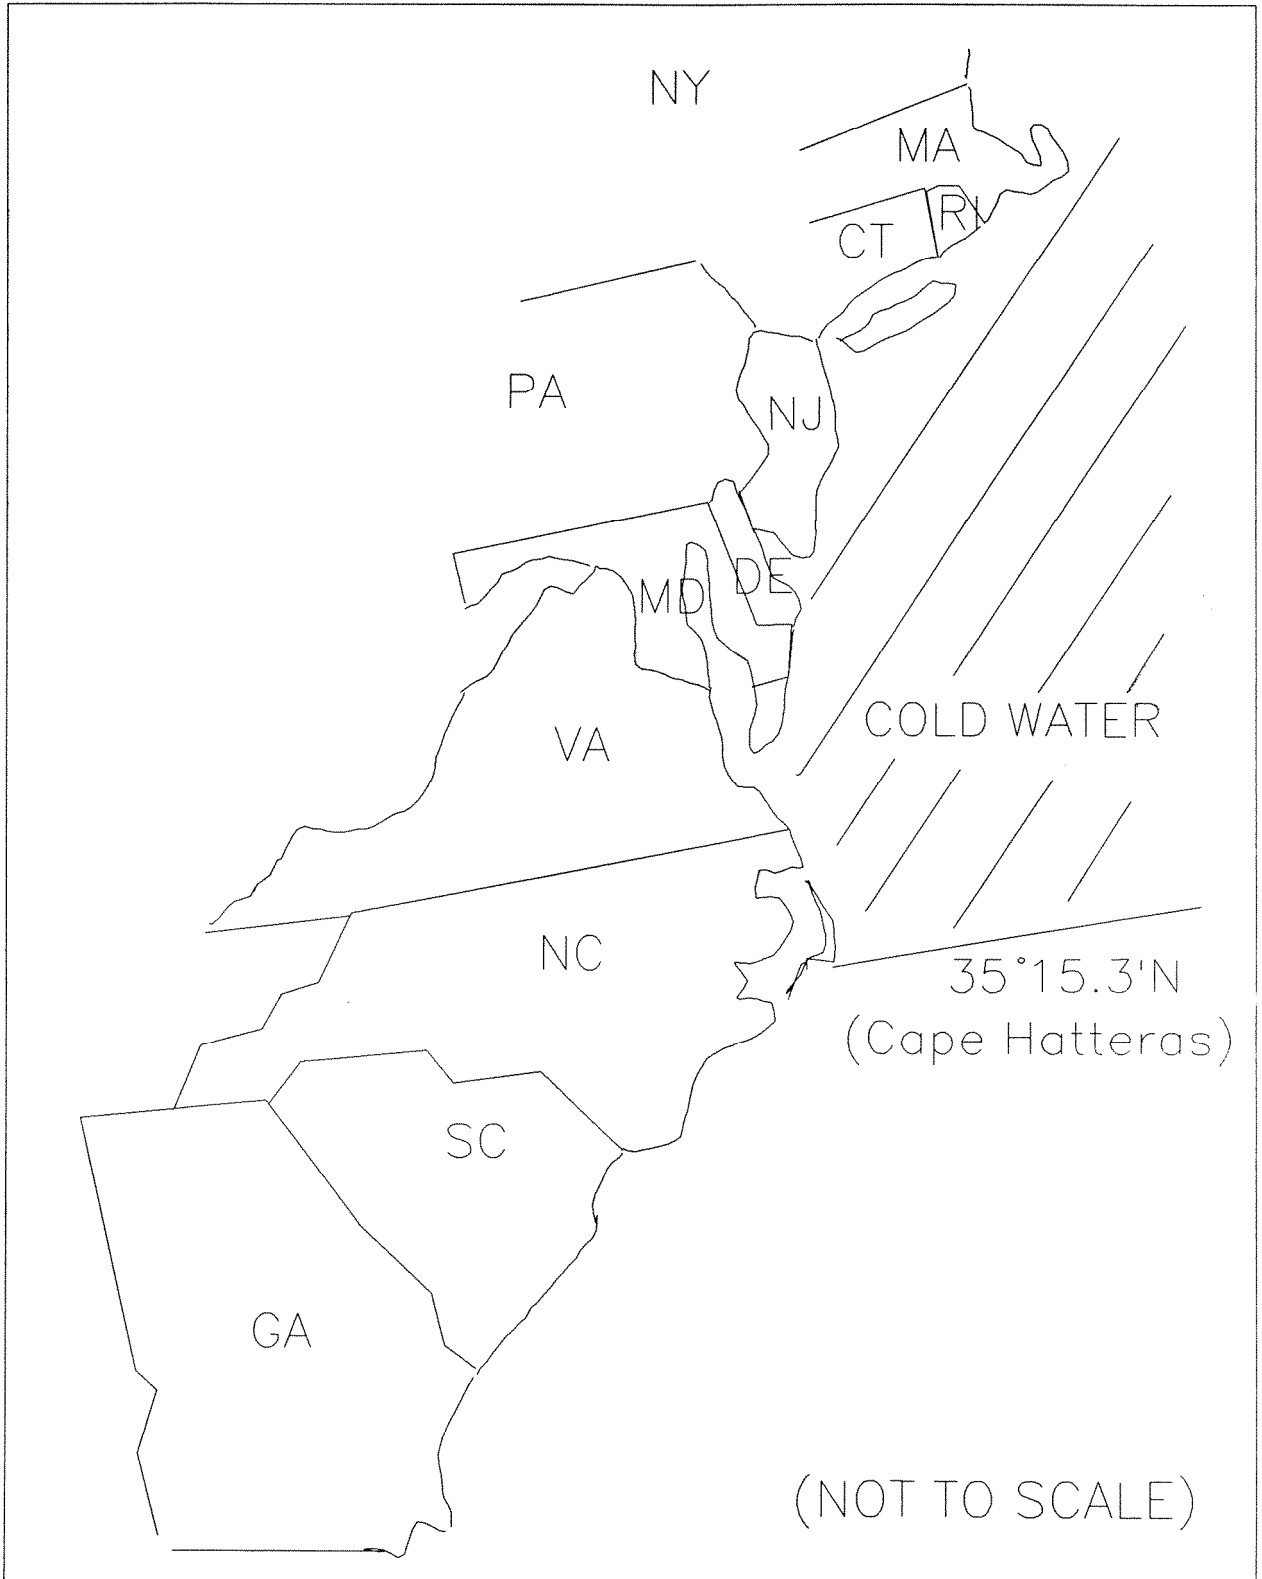 NY
MA
RI
CT
PA
NJ
DE
MD
COLD WATER
VA
NC
35°15.3'N
(Cape Hatteras)
SC
GA
(NOT TO SCALE)